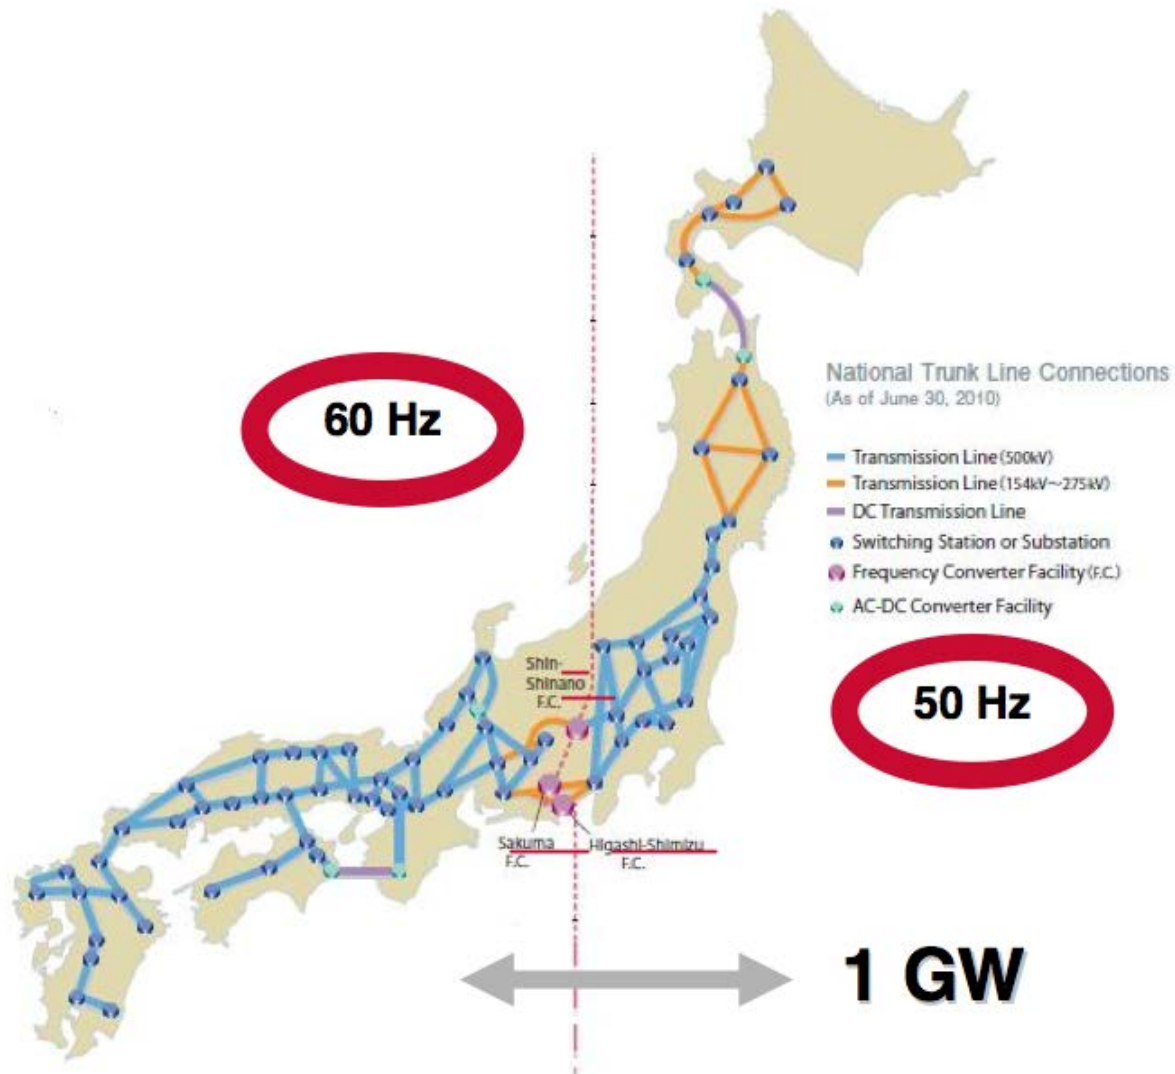 60 Hz
National Trunk Line Connections
(As of June 30, 2010)
Transmission Line (500kV)
Transmission Line (154kV~275kV)
DC Transmission Line
Switching Station or Substation
Frequency Converter Facility (F.C.)
AC-DC Converter Facility
Shin-
Shinano
F.C.
50 Hz
Sakuma
F.C.
Higashi-Shimizu
F.C.
1 GW